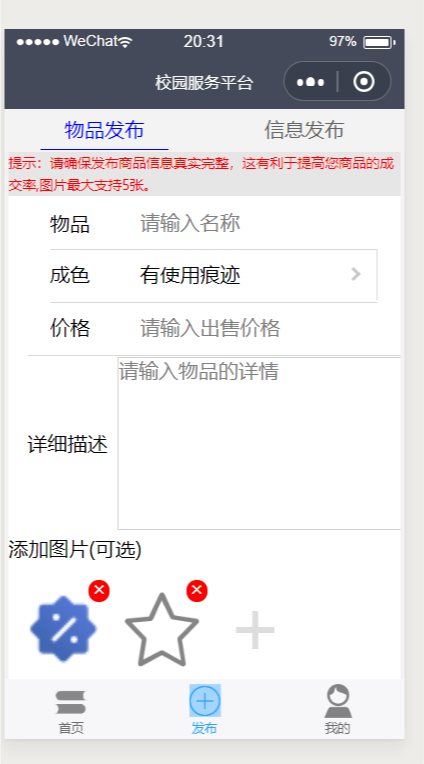 ●●●●● WeChat 20:31 97%
校园服务平台
物品发布 信息发布
提示：请确保发布商品信息真实完整，这有利于提高您商品的成
交率,图片最大支持5张。
物品 请输入名称
成色 有使用痕迹
价格 请输入出售价格
请输入物品的详情
详细描述
添加图片(可选)
首页 发布 我的